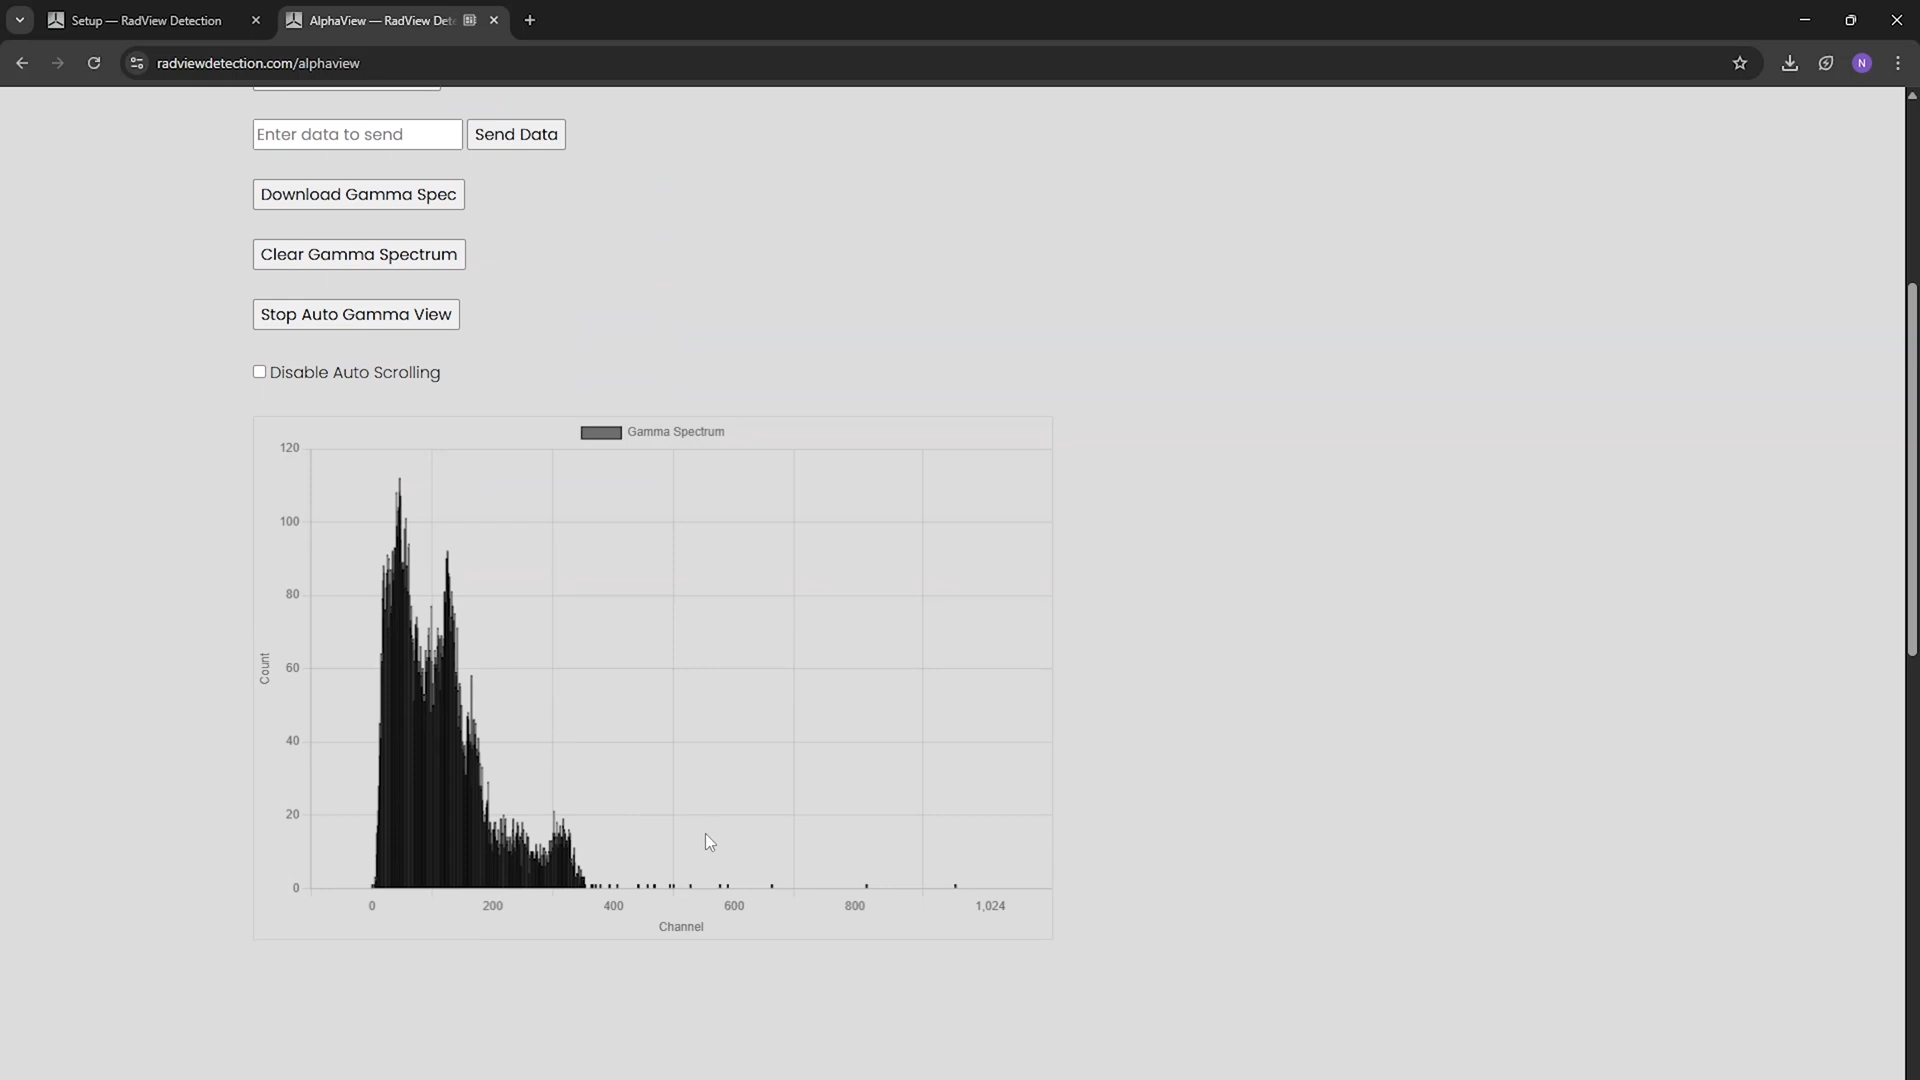 Setup — RadView Detection
AlphaView — RadView Det
radviewdetection.com/alphaview
N
Enter data to send
Send Data
Download Gamma Spec
Clear Gamma Spectrum
Stop Auto Gamma View
Disable Auto Scrolling
Gamma Spectrum
120
100
80
60
40
20
0
Count
0 200 400 600 800 1,024
Channel